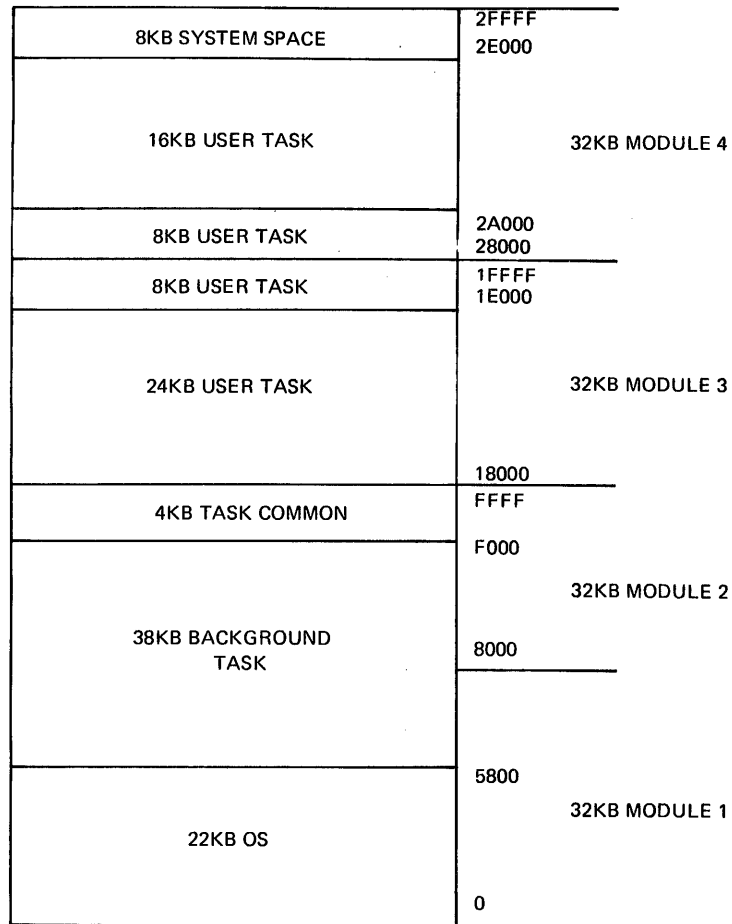 2FFFF
8KB SYSTEM SPACE
2E000
16KB USER TASK
32KB MODULE 4
2A000
8KB USER TASK
28000
1FFFF
8KB USER TASK
1E000
24KB USER TASK
32KB MODULE 3
18000
FFFF
4KB TASK COMMON
F000
32KB MODULE 2
38KB BACKGROUND
TASK
8000
5800
32KB MODULE 1
22KB OS
0